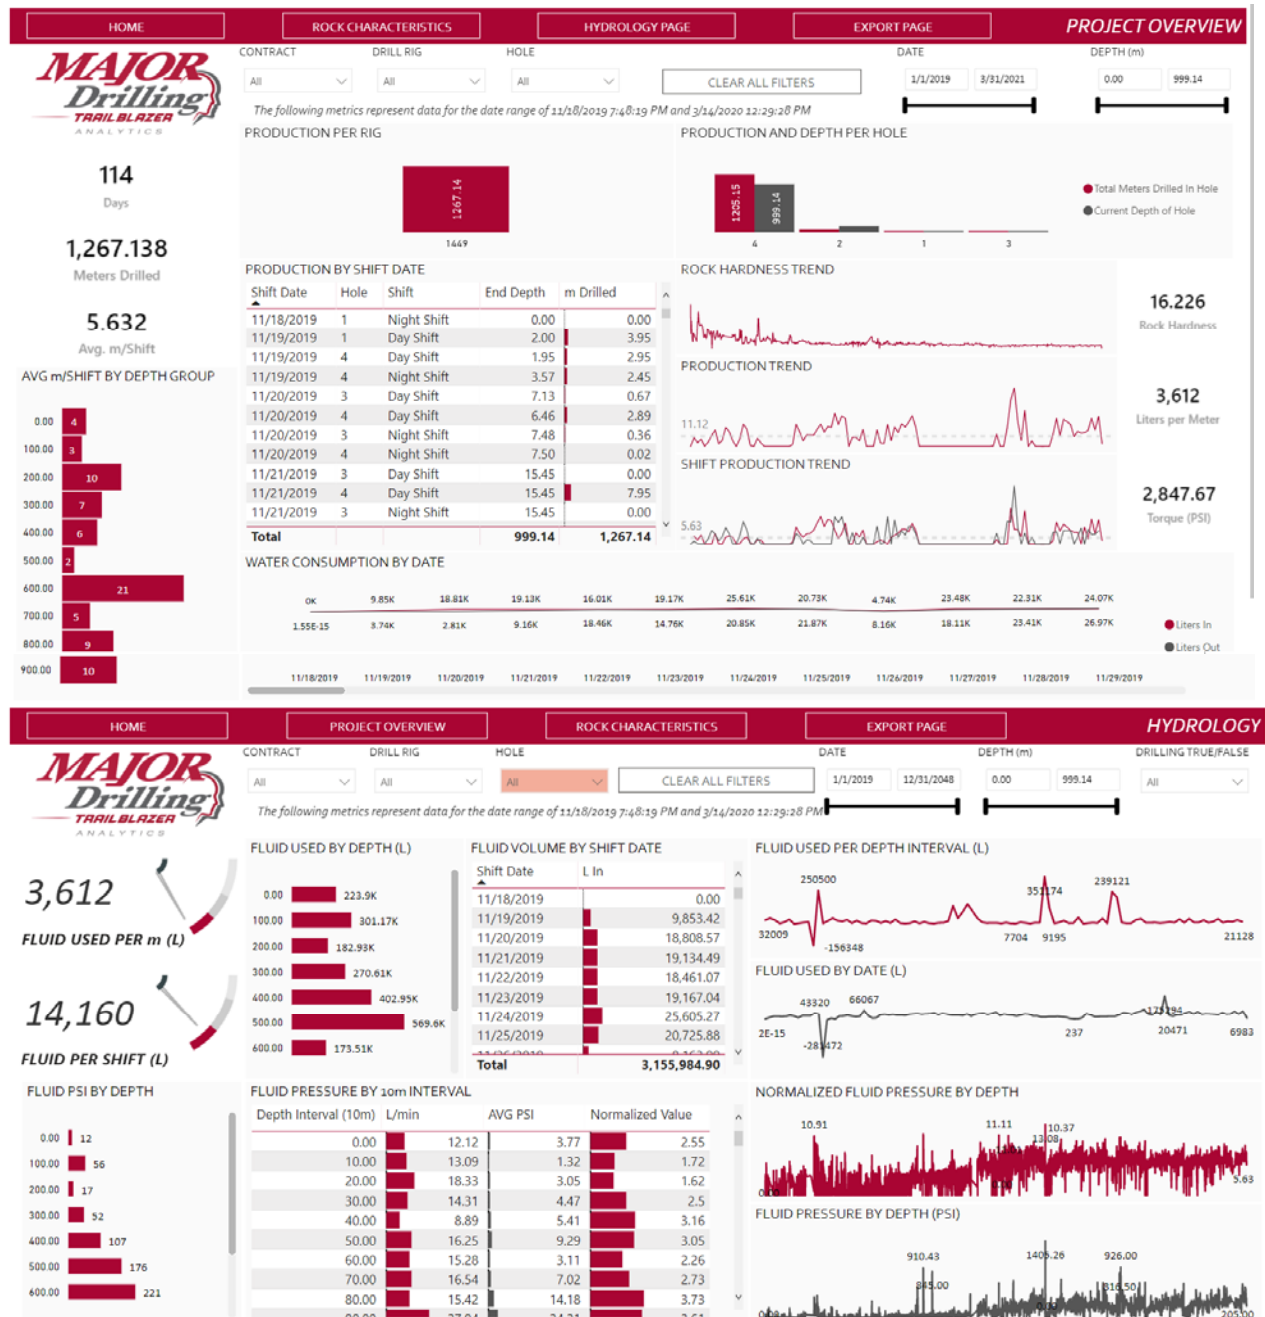 HOME
ROCK CHARACTERISTICS
HYDROLOGY PAGE
EXPORT PAGE
PROJECT OVERVIEW
MAJOR
Drilling
TRAILBLAZER
ANALYTICS
CONTRACT
DRILL RIG
HOLE
DATE
DEPTH (m)
All
All
All
CLEAR ALL FILTERS
1/1/2019
3/31/2021
0.00
999.14
The following metrics represent data for the date range of 11/18/2019 7:48:19 PM and 3/14/2020 12:29:28 PM
114
Days
1,267.138
Meters Drilled
5.632
Avg. m/Shift
AVG m/SHIFT BY DEPTH GROUP
0.00 4
100.00 3
200.00 10
300.00 7
400.00 6
500.00 2
600.00 21
700.00 5
800.00 9
900.00 10
PRODUCTION PER RIG
1267.14
1449
PRODUCTION AND DEPTH PER HOLE
1205.15
999.14
4 2 1 3
Total Meters Drilled In Hole
Current Depth of Hole
PRODUCTION BY SHIFT DATE
Shift Date Hole Shift End Depth m Drilled
11/18/2019 1 Night Shift 0.00 0.00
11/19/2019 1 Day Shift 2.00 3.95
11/19/2019 4 Day Shift 1.95 2.95
11/19/2019 4 Night Shift 3.57 2.45
11/20/2019 3 Day Shift 7.13 0.67
11/20/2019 4 Day Shift 6.46 2.89
11/20/2019 3 Night Shift 7.48 0.36
11/20/2019 4 Night Shift 7.50 0.02
11/21/2019 3 Day Shift 15.45 0.00
11/21/2019 4 Day Shift 15.45 7.95
11/21/2019 3 Night Shift 15.45 0.00
Total 999.14 1,267.14
ROCK HARDNESS TREND
16.226
Rock Hardness
PRODUCTION TREND
11.12
3,612
Liters per Meter
SHIFT PRODUCTION TREND
5.63
2,847.67
Torque (PSI)
WATER CONSUMPTION BY DATE
0K 9.85K 18.81K 19.13K 16.01K 19.17K 25.61K 20.73K 4.74K 23.48K 22.31K 24.07K
1.55E-15 3.74K 2.81K 9.16K 18.46K 14.76K 20.85K 21.87K 8.16K 18.11K 23.41K 26.97K
Liters In
Liters Out
11/18/2019 11/19/2019 11/20/2019 11/21/2019 11/22/2019 11/23/2019 11/24/2019 11/25/2019 11/26/2019 11/27/2019 11/28/2019 11/29/2019
HOME
PROJECT OVERVIEW
ROCK CHARACTERISTICS
EXPORT PAGE
HYDROLOGY
MAJOR
Drilling
TRAILBLAZER
ANALYTICS
CONTRACT
DRILL RIG
HOLE
DATE
DEPTH (m)
DRILLING TRUE/FALSE
All
All
All
CLEAR ALL FILTERS
1/1/2019
12/31/2048
0.00
999.14
All
The following metrics represent data for the date range of 11/18/2019 7:48:19 PM and 3/14/2020 12:29:28 PM
3,612
FLUID USED PER m (L)
14,160
FLUID PER SHIFT (L)
FLUID USED BY DEPTH (L)
0.00 223.9K
100.00 301.17K
200.00 182.93K
300.00 270.61K
400.00 402.95K
500.00 569.6K
600.00 173.51K
FLUID VOLUME BY SHIFT DATE
Shift Date L In
11/18/2019 0.00
11/19/2019 9,853.42
11/20/2019 18,808.57
11/21/2019 19,134.49
11/22/2019 18,461.07
11/23/2019 19,167.04
11/24/2019 25,605.27
11/25/2019 20,725.88
Total 3,155,984.90
FLUID USED PER DEPTH INTERVAL (L)
250500
351174
239121
32009
-156348
7704
9195
21128
FLUID USED BY DATE (L)
43320
66067
2E-15
237
20471
6983
FLUID PSI BY DEPTH
0.00 12
100.00 56
200.00 17
300.00 52
400.00 107
500.00 176
600.00 221
FLUID PRESSURE BY 10m INTERVAL
Depth Interval (10m) L/min AVG PSI Normalized Value
0.00 12.12 3.77 2.55
10.00 13.09 1.32 1.72
20.00 18.33 3.05 1.62
30.00 14.31 4.47 2.5
40.00 8.89 5.41 3.16
50.00 16.25 9.29 3.05
60.00 15.28 3.11 2.26
70.00 16.54 7.02 2.73
80.00 15.42 14.18 3.73
NORMALIZED FLUID PRESSURE BY DEPTH
10.91
11.11
10.37
13.08
5.63
FLUID PRESSURE BY DEPTH (PSI)
910.43
1405.26
926.00
345.00
316.50
205.00